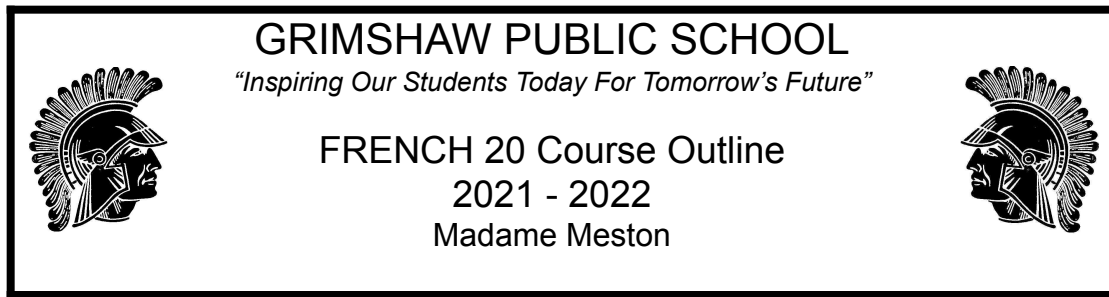 GRIMSHAW PUBLIC SCHOOL
“Inspiring Our Students Today For Tomorrow’s Future”
FRENCH 20 Course Outline
2021 - 2022
Madame Meston